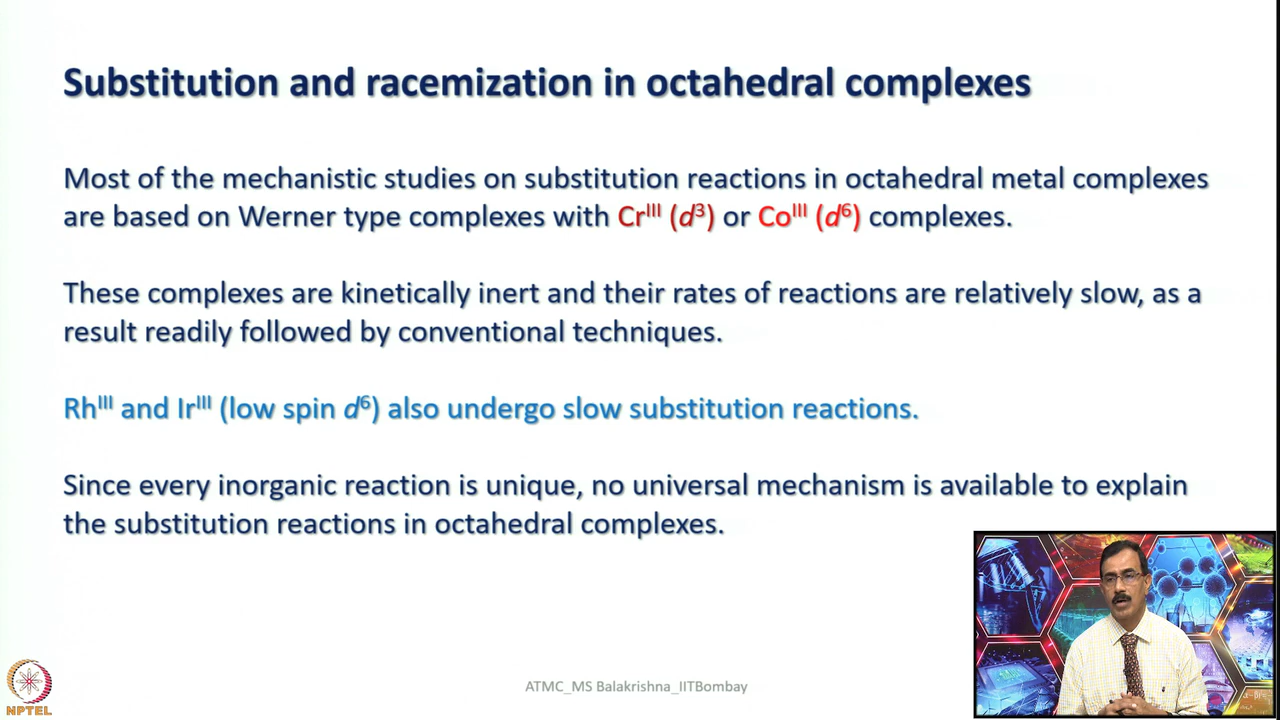 Substitution and racemization in octahedral complexes
Most of the mechanistic studies on substitution reactions in octahedral metal complexes
are based on Werner type complexes with Crᴵᴵᴵ (d³) or Coᴵᴵᴵ (d⁶) complexes.
These complexes are kinetically inert and their rates of reactions are relatively slow, as a
result readily followed by conventional techniques.
Rhᴵᴵᴵ and Irᴵᴵᴵ (low spin d⁶) also undergo slow substitution reactions.
Since every inorganic reaction is unique, no universal mechanism is available to explain
the substitution reactions in octahedral complexes.
ATMC_MS Balakrishna_IITBombay
NPTEL